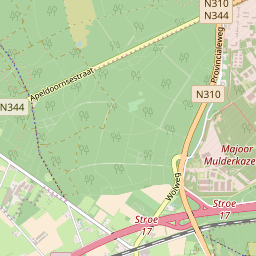 N310
N344
Provincialeweg
Apeldoornsestraat
N310
N344
Majoor
Mulderkaze
Wolweg
Stroe
17
Stroe
17